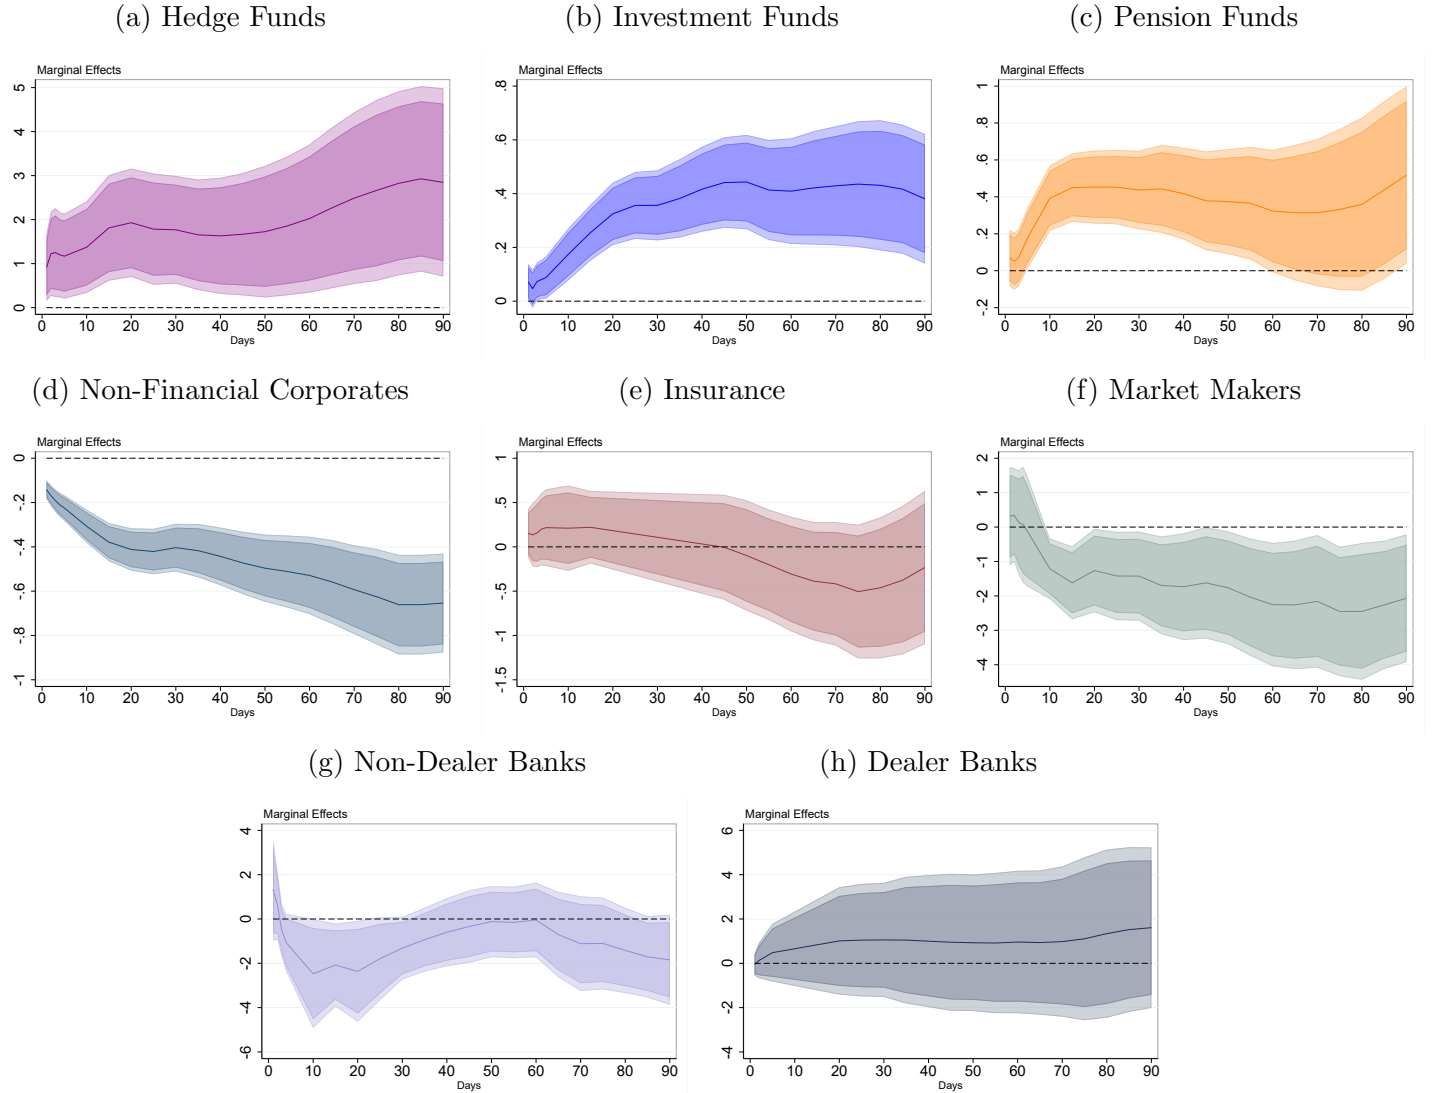 (a) Hedge Funds
Marginal Effects
5
4
3
2
1
0
0 10 20 30 40 50 60 70 80 90
Days
(b) Investment Funds
Marginal Effects
.8
.6
.4
.2
0
0 10 20 30 40 50 60 70 80 90
Days
(c) Pension Funds
Marginal Effects
1
.8
.6
.4
.2
0
-.2
0 10 20 30 40 50 60 70 80 90
Days
(d) Non-Financial Corporates
Marginal Effects
0
-.2
-.4
-.6
-.8
-1
0 10 20 30 40 50 60 70 80 90
Days
(e) Insurance
Marginal Effects
1
.5
0
-.5
-1
-1.5
0 10 20 30 40 50 60 70 80 90
Days
(f) Market Makers
Marginal Effects
2
1
0
-1
-2
-3
-4
0 10 20 30 40 50 60 70 80 90
Days
(g) Non-Dealer Banks
Marginal Effects
4
2
0
-2
-4
-6
0 10 20 30 40 50 60 70 80 90
Days
(h) Dealer Banks
Marginal Effects
6
4
2
0
-2
-4
0 10 20 30 40 50 60 70 80 90
Days